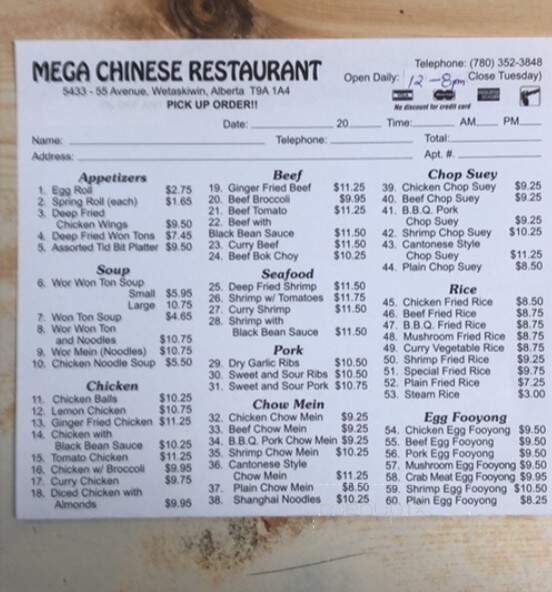 MEGA CHINESE RESTAURANT
Telephone: (780) 352-3848
Open Daily: 12-8pm Close Tuesday)
5433 - 55 Avenue, Wetaskiwin, Alberta T9A 1A4
PICK UP ORDER!!
No discount for credit card
Date: 20 Time: AM PM
Name: Telephone: Total:
Address: Apt. #.
Appetizers
1. Egg Roll $2.75
2. Spring Roll (each) $1.65
3. Deep Fried
Chicken Wings $9.50
4. Deep Fried Won Tons $7.45
5. Assorted Tid Bit Platter $9.50
Soup
6. Wor Won Ton Soup
Small $5.95
Large 10.75
7. Won Ton Soup $4.65
8. Wor Won Ton
and Noodles $10.75
9. Wor Mein (Noodles) $10.75
10. Chicken Noodle Soup $5.50
Chicken
11. Chicken Balls $10.25
12. Lemon Chicken $10.75
13. Ginger Fried Chicken $11.25
14. Chicken with
Black Bean Sauce $10.25
15. Tomato Chicken $11.25
16. Chicken w/ Broccoli $9.95
17. Curry Chicken $9.75
18. Diced Chicken with
Almonds $9.95
Beef
19. Ginger Fried Beef $11.25
20. Beef Broccoli $9.95
21. Beef Tomato $11.25
22. Beef with
Black Bean Sauce $11.50
23. Curry Beef $11.50
24. Beef Bok Choy $10.25
Seafood
25. Deep Fried Shrimp $11.50
26. Shrimp w/ Tomatoes $11.75
27. Curry Shrimp $11.50
28. Shrimp with
Black Bean Sauce $11.50
Pork
29. Dry Garlic Ribs $10.50
30. Sweet and Sour Ribs $10.50
31. Sweet and Sour Pork $10.75
Chow Mein
32. Chicken Chow Mein $9.25
33. Beef Chow Mein $9.25
34. B.B.Q. Pork Chow Mein $9.25
35. Shrimp Chow Mein $10.25
36. Cantonese Style
Chow Mein $11.25
37. Plain Chow Mein $8.50
38. Shanghai Noodles $10.25
Chop Suey
39. Chicken Chop Suey $9.25
40. Beef Chop Suey $9.25
41. B.B.Q. Pork
Chop Suey $9.25
42. Shrimp Chop Suey $10.25
43. Cantonese Style
Chop Suey $11.25
44. Plain Chop Suey $8.50
Rice
45. Chicken Fried Rice $8.50
46. Beef Fried Rice $8.75
47. B.B.Q. Fried Rice $8.75
48. Mushroom Fried Rice $8.75
49. Curry Vegetable Rice $8.75
50. Shrimp Fried Rice $9.25
51. Special Fried Rice $9.75
52. Plain Fried Rice $7.25
53. Steam Rice $3.00
Egg Fooyong
54. Chicken Egg Fooyong $9.50
55. Beef Egg Fooyong $9.50
56. Pork Egg Fooyong $9.50
57. Mushroom Egg Fooyong $9.50
58. Crab Meat Egg Fooyong $9.95
59. Shrimp Egg Fooyong $10.50
60. Plain Egg Fooyong $8.25